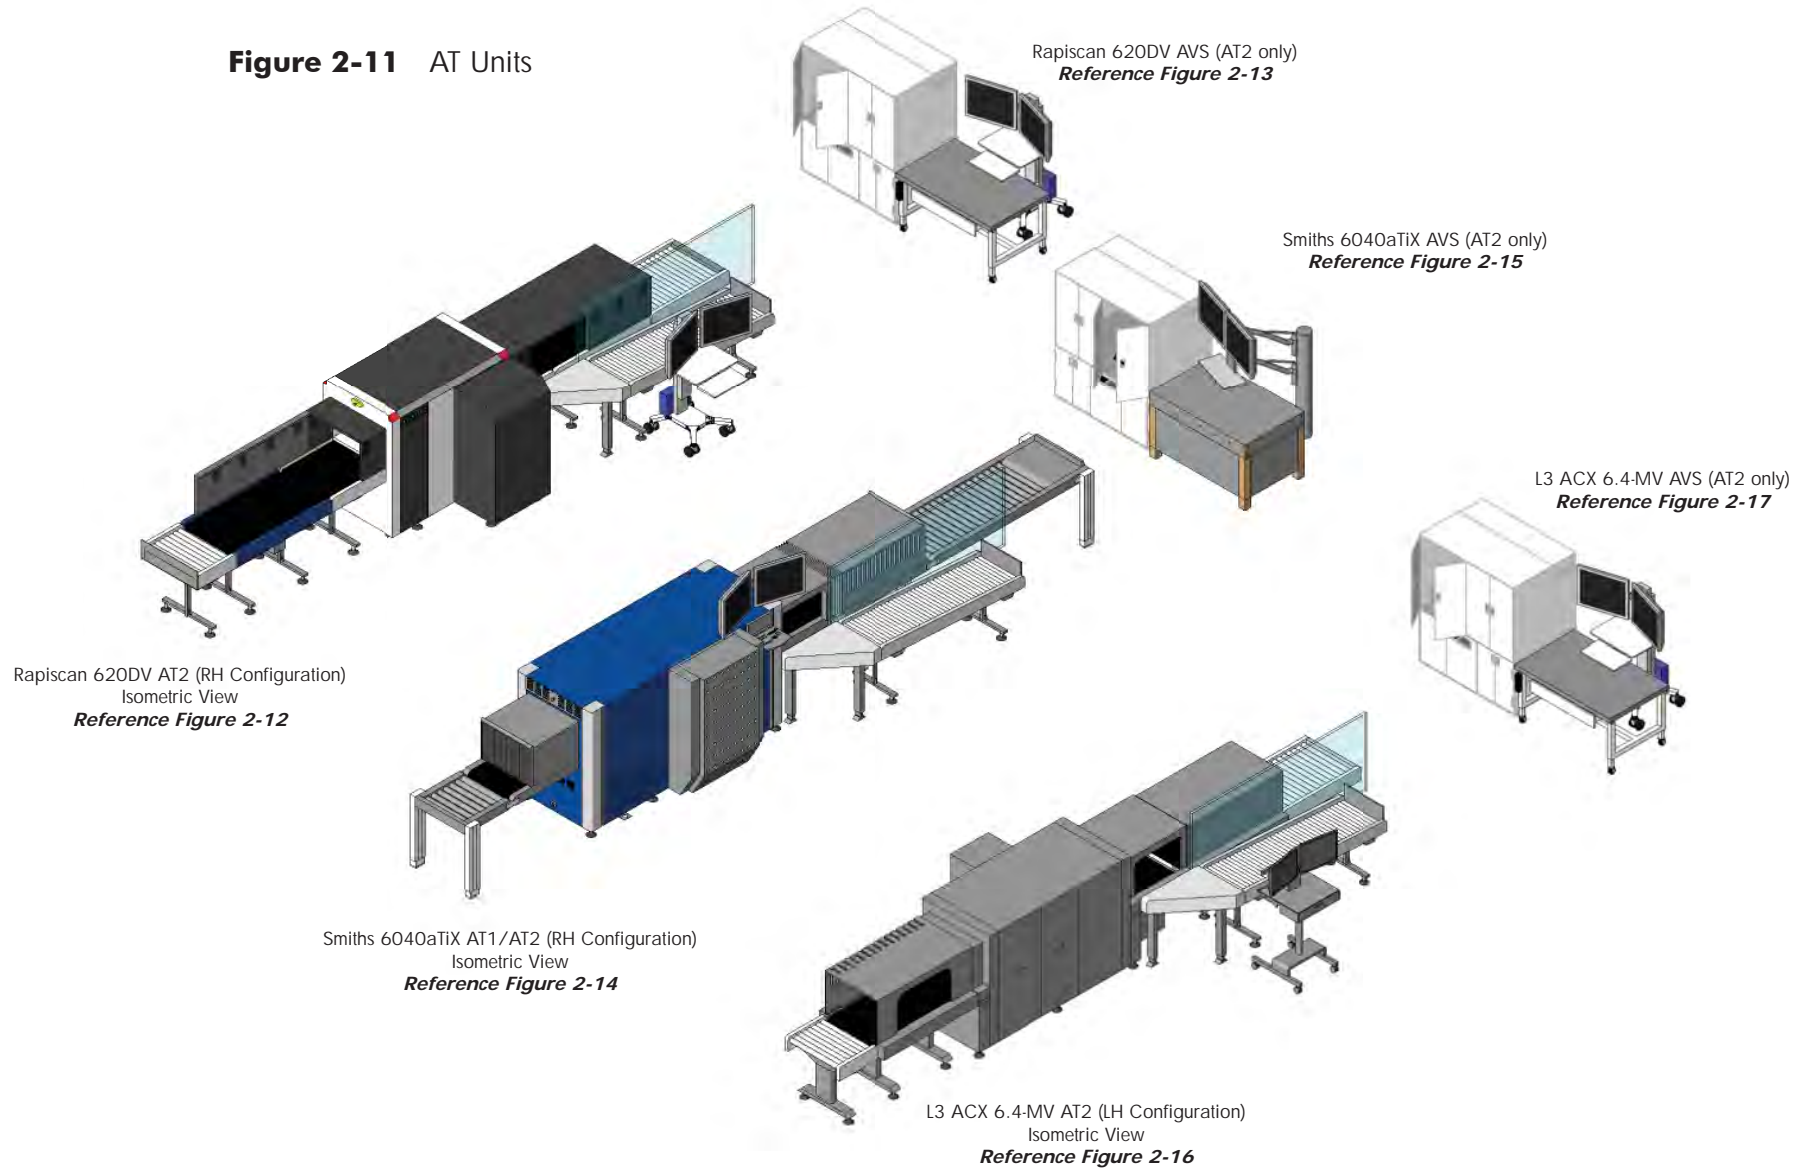 Figure 2-11 AT Units
Rapiscan 620DV AVS (AT2 only)
Reference Figure 2-13
Smiths 6040aTiX AVS (AT2 only)
Reference Figure 2-15
L3 ACX 6.4-MV AVS (AT2 only)
Reference Figure 2-17
Rapiscan 620DV AT2 (RH Configuration)
Isometric View
Reference Figure 2-12
Smiths 6040aTiX AT1/AT2 (RH Configuration)
Isometric View
Reference Figure 2-14
L3 ACX 6.4-MV AT2 (LH Configuration)
Isometric View
Reference Figure 2-16